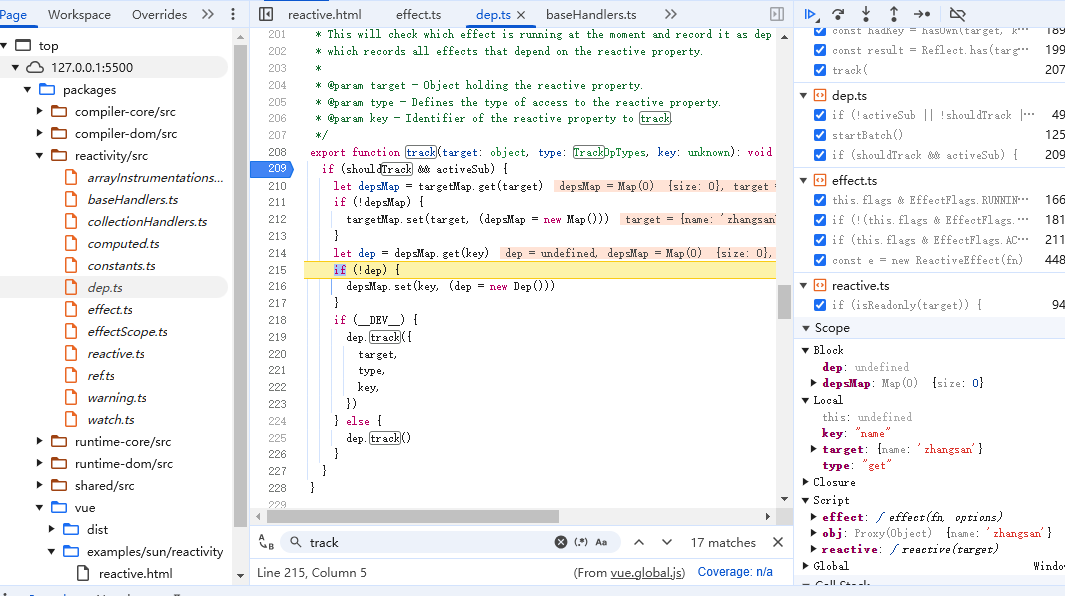 Page Workspace Overrides
top
127.0.0.1:5500
packages
compiler-core/src
compiler-dom/src
reactivity/src
arrayInstrumentations...
baseHandlers.ts
collectionHandlers.ts
computed.ts
constants.ts
dep.ts
effect.ts
effectScope.ts
reactive.ts
ref.ts
warning.ts
watch.ts
runtime-core/src
runtime-dom/src
shared/src
vue
dist
examples/sun/reactivity
reactive.html
reactive.html effect.ts dep.ts baseHandlers.ts
201 * This will check which effect is running at the moment and record it as dep
202 * which records all effects that depend on the reactive property.
203 *
204 * @param target - Object holding the reactive property.
205 * @param type - Defines the type of access to the reactive property.
206 * @param key - Identifier of the reactive property to track.
207 */
208 export function track(target: object, type: TrackOpTypes, key: unknown): void
209 if (shouldTrack && activeSub) {
210 let depsMap = targetMap.get(target) depsMap = Map(0) {size: 0}, target =
211 if (!depsMap) {
212 targetMap.set(target, (depsMap = new Map())) target = {name: 'zhangsan'
213 }
214 let dep = depsMap.get(key) dep = undefined, depsMap = Map(0) {size: 0},
215 if (!dep) {
216 depsMap.set(key, (dep = new Dep()))
217 }
218 if (__DEV__) {
219 dep.track({
220 target,
221 type,
222 key,
223 })
224 } else {
225 dep.track()
226 }
227 }
228 }
229
track
17 matches
Line 215, Column 5 (From vue.global.js) Coverage: n/a
const hadKey = hasOwn(target, k… 189
const result = Reflect.has(targ… 199
track( 207
dep.ts
if (!activeSub || !shouldTrack |… 49
startBatch() 125
if (shouldTrack && activeSub) { 209
effect.ts
this.flags & EffectFlags.RUNNIN… 166
if (!(this.flags & EffectFlags.… 181
if (this.flags & EffectFlags.AC… 211
const e = new ReactiveEffect(fn) 448
reactive.ts
if (isReadonly(target)) { 94
Scope
Block
dep: undefined
depsMap: Map(0) {size: 0}
Local
this: undefined
key: "name"
target: {name: 'zhangsan'}
type: "get"
Closure
Script
effect: ƒ effect(fn, options)
obj: Proxy(Object) {name: 'zhangsan'}
reactive: ƒ reactive(target)
Global Window
Call Stack